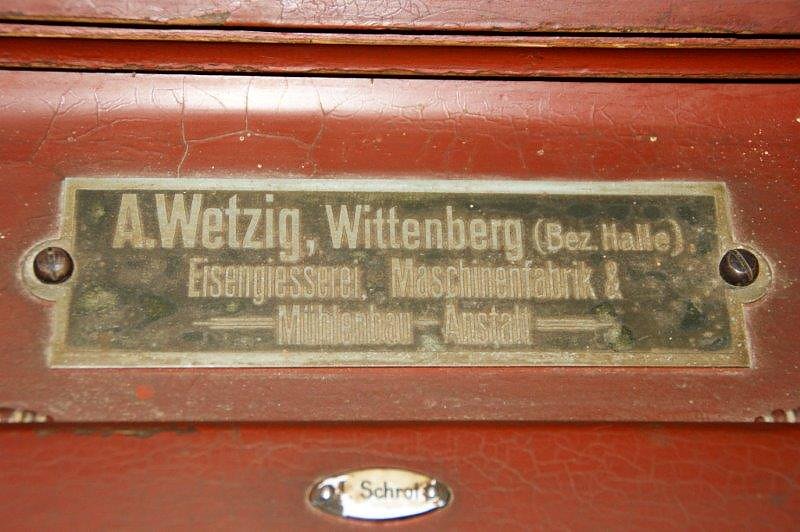 A. Wetzig, Wittenberg (Bez. Halle).
Eisengiesserei, Maschinenfabrik &
Mühlenbau-Anstalt
I. Schrot